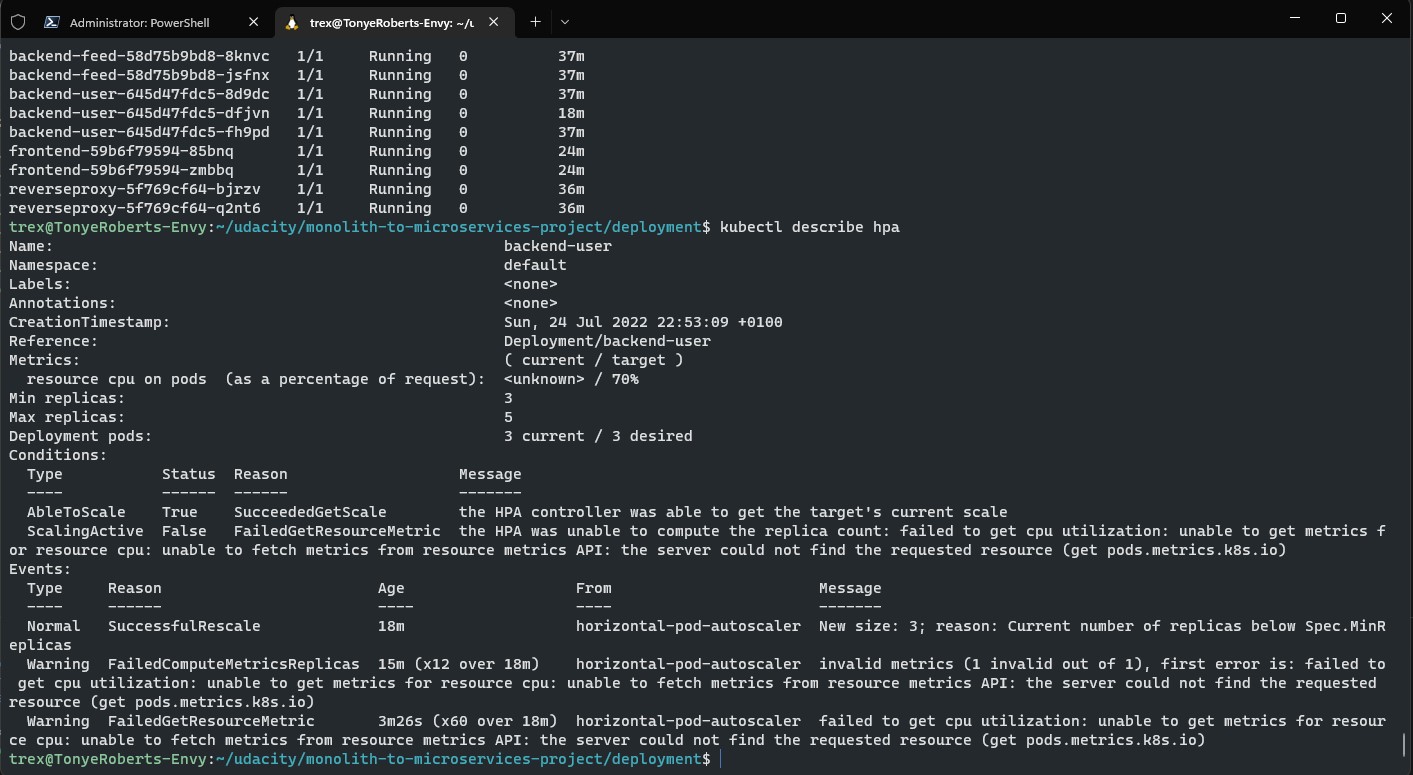 Administrator: PowerShell
trex@TonyeRoberts-Envy: ~/u
backend-feed-58d75b9bd8-8knvc   1/1     Running   0          37m
backend-feed-58d75b9bd8-jsfnx   1/1     Running   0          37m
backend-user-645d47fdc5-8d9dc   1/1     Running   0          37m
backend-user-645d47fdc5-dfjvn   1/1     Running   0          18m
backend-user-645d47fdc5-fh9pd   1/1     Running   0          37m
frontend-59b6f79594-85bnq       1/1     Running   0          24m
frontend-59b6f79594-zmbbq       1/1     Running   0          24m
reverseproxy-5f769cf64-bjrzv    1/1     Running   0          36m
reverseproxy-5f769cf64-q2nt6    1/1     Running   0          36m
trex@TonyeRoberts-Envy:~/udacity/monolith-to-microservices-project/deployment$ kubectl describe hpa
Name:                                                  backend-user
Namespace:                                             default
Labels:                                                <none>
Annotations:                                           <none>
CreationTimestamp:                                     Sun, 24 Jul 2022 22:53:09 +0100
Reference:                                             Deployment/backend-user
Metrics:                                               ( current / target )
  resource cpu on pods  (as a percentage of request):  <unknown> / 70%
Min replicas:                                          3
Max replicas:                                          5
Deployment pods:                                       3 current / 3 desired
Conditions:
  Type           Status  Reason                   Message
  ----           ------  ------                   -------
  AbleToScale    True    SucceededGetScale        the HPA controller was able to get the target's current scale
  ScalingActive  False   FailedGetResourceMetric  the HPA was unable to compute the replica count: failed to get cpu utilization: unable to get metrics f
or resource cpu: unable to fetch metrics from resource metrics API: the server could not find the requested resource (get pods.metrics.k8s.io)
Events:
  Type     Reason                        Age                   From                       Message
  ----     ------                        ----                  ----                       -------
  Normal   SuccessfulRescale             18m                   horizontal-pod-autoscaler  New size: 3; reason: Current number of replicas below Spec.MinR
eplicas
  Warning  FailedComputeMetricsReplicas  15m (x12 over 18m)    horizontal-pod-autoscaler  invalid metrics (1 invalid out of 1), first error is: failed to
 get cpu utilization: unable to get metrics for resource cpu: unable to fetch metrics from resource metrics API: the server could not find the requested
resource (get pods.metrics.k8s.io)
  Warning  FailedGetResourceMetric       3m26s (x60 over 18m)  horizontal-pod-autoscaler  failed to get cpu utilization: unable to get metrics for resour
ce cpu: unable to fetch metrics from resource metrics API: the server could not find the requested resource (get pods.metrics.k8s.io)
trex@TonyeRoberts-Envy:~/udacity/monolith-to-microservices-project/deployment$